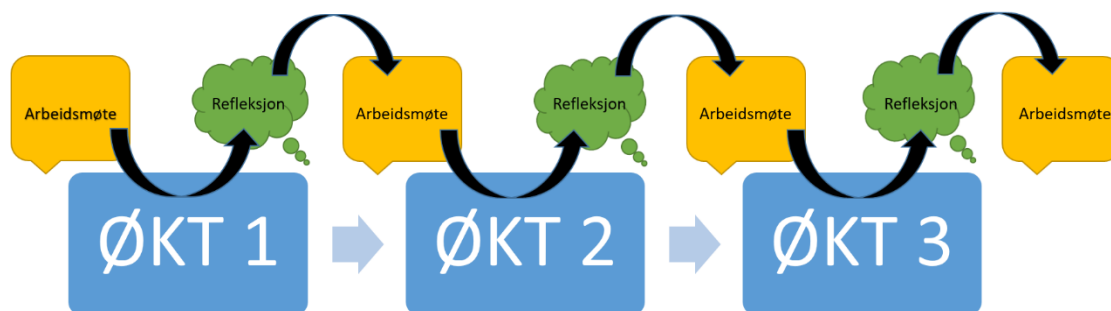 Arbeidsmøte
Refleksjon
Arbeidsmøte
Refleksjon
Arbeidsmøte
Refleksjon
Arbeidsmøte
ØKT 1
ØKT 2
ØKT 3